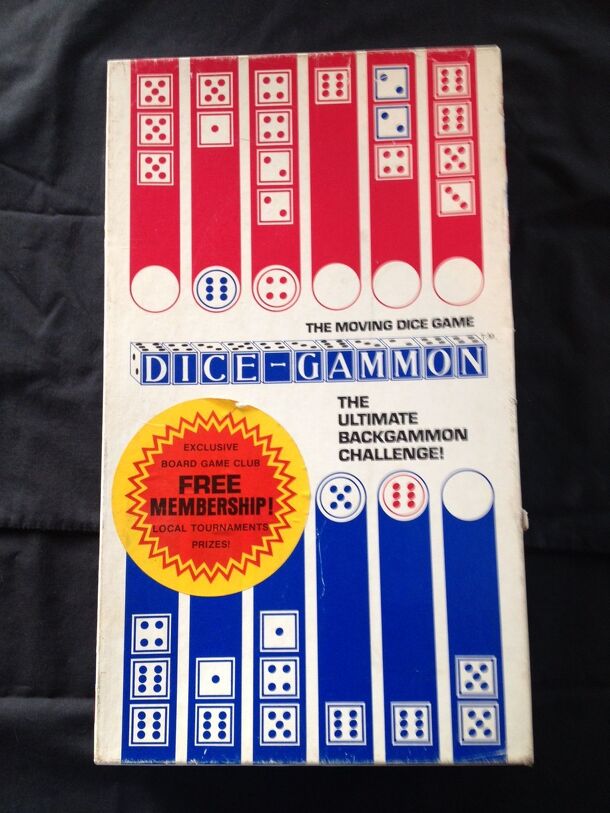 THE MOVING DICE GAME
DICE-GAMMON
THE
ULTIMATE
BACKGAMMON
CHALLENGE!
EXCLUSIVE
BOARD GAME CLUB
FREE
MEMBERSHIP!
LOCAL TOURNAMENTS
PRIZES!